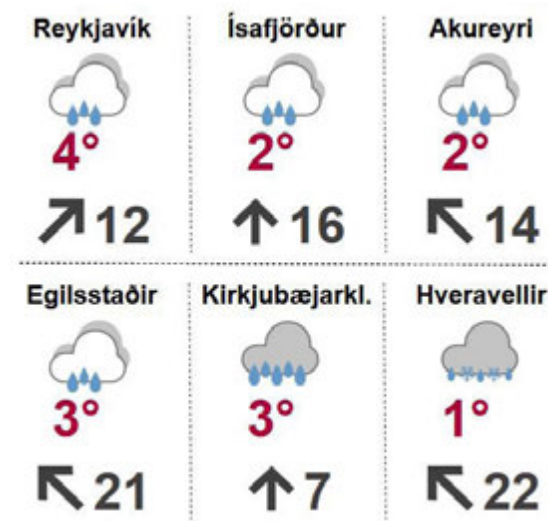 Reykjavík Ísafjörður Akureyri
4° 2° 2°
12 16 14
Egilsstaðir Kirkjubæjarkl. Hveravellir
3° 3° 1°
21 7 22